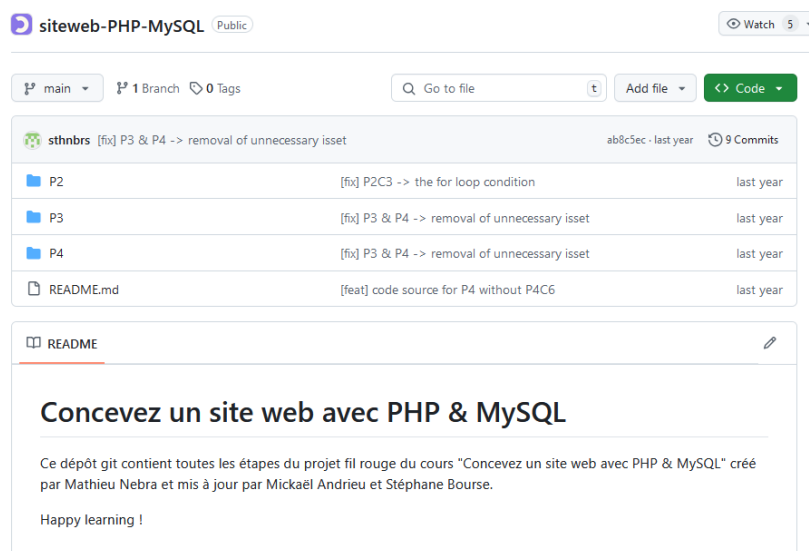 siteweb-PHP-MySQL Public Watch 5
main 1 Branch 0 Tags Go to file t Add file Code
sthnbrs [fix] P3 & P4 -> removal of unnecessary isset ab8c5ec · last year 9 Commits
P2 [fix] P2C3 -> the for loop condition last year
P3 [fix] P3 & P4 -> removal of unnecessary isset last year
P4 [fix] P3 & P4 -> removal of unnecessary isset last year
README.md [feat] code source for P4 without P4C6 last year
README
Concevez un site web avec PHP & MySQL
Ce dépôt git contient toutes les étapes du projet fil rouge du cours "Concevez un site web avec PHP & MySQL" créé
par Mathieu Nebra et mis à jour par Mickaël Andrieu et Stéphane Bourse.
Happy learning !